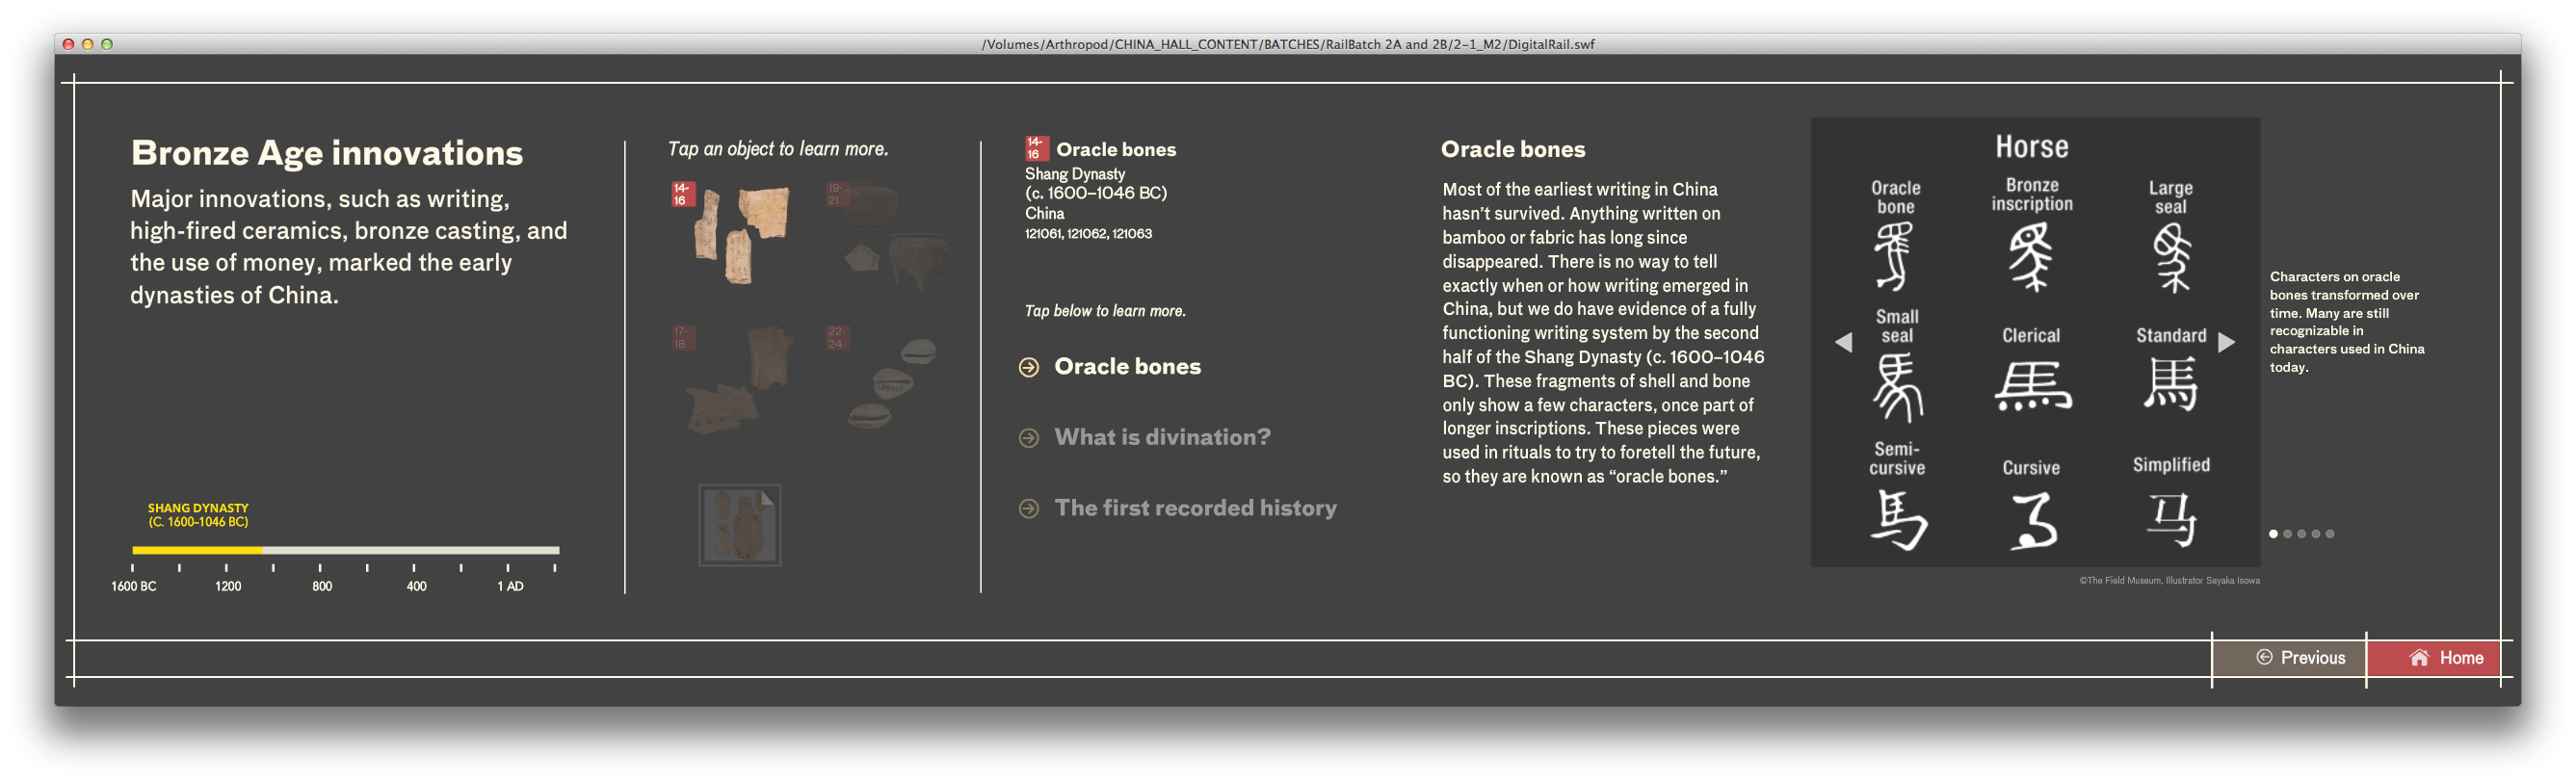 /Volumes/Arthropod/CHINA_HALL_CONTENT/BATCHES/RailBatch 2A and 2B/2-1_M2/DigitalRail.swf
Bronze Age innovations
Major innovations, such as writing,
high-fired ceramics, bronze casting, and
the use of money, marked the early
dynasties of China.
SHANG DYNASTY
(C. 1600-1046 BC)
1600 BC
1200
800
400
1 AD
Tap an object to learn more.
14-
16
19-
21
17-
18
22-
24
14-
16
Oracle bones
Shang Dynasty
(c. 1600–1046 BC)
China
121061, 121062, 121063
Tap below to learn more.
Oracle bones
What is divination?
The first recorded history
Oracle bones
Most of the earliest writing in China
hasn’t survived. Anything written on
bamboo or fabric has long since
disappeared. There is no way to tell
exactly when or how writing emerged in
China, but we do have evidence of a fully
functioning writing system by the second
half of the Shang Dynasty (c. 1600–1046
BC). These fragments of shell and bone
only show a few characters, once part of
longer inscriptions. These pieces were
used in rituals to try to foretell the future,
so they are known as “oracle bones.”
Horse
Oracle
bone
Bronze
inscription
Large
seal
Small
seal
Clerical
Standard
馬
馬
Semi-
cursive
Cursive
Simplified
馬
马
©The Field Museum, Illustrator Sayaka Isowa
Characters on oracle
bones transformed over
time. Many are still
recognizable in
characters used in China
today.
Previous
Home